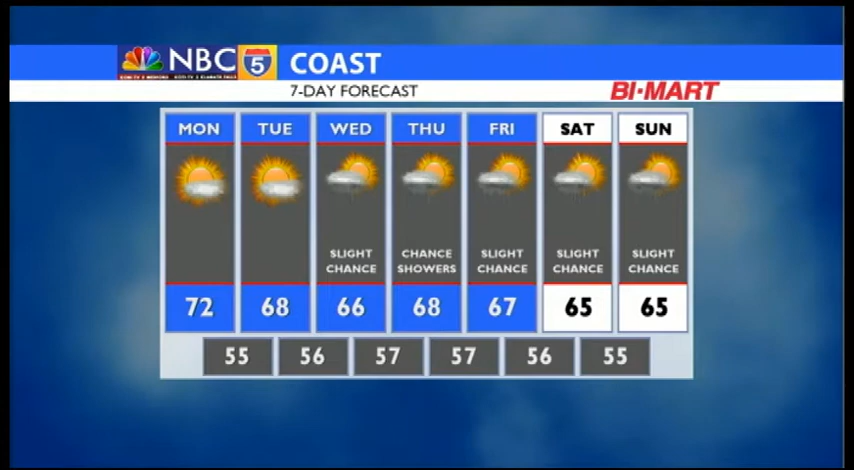 NBC 5 COAST
7-DAY FORECAST BI-MART
MON TUE WED THU FRI SAT SUN
SLIGHT CHANCE SLIGHT SLIGHT SLIGHT
CHANCE SHOWERS CHANCE CHANCE CHANCE
72 68 66 68 67 65 65
55 56 57 57 56 55